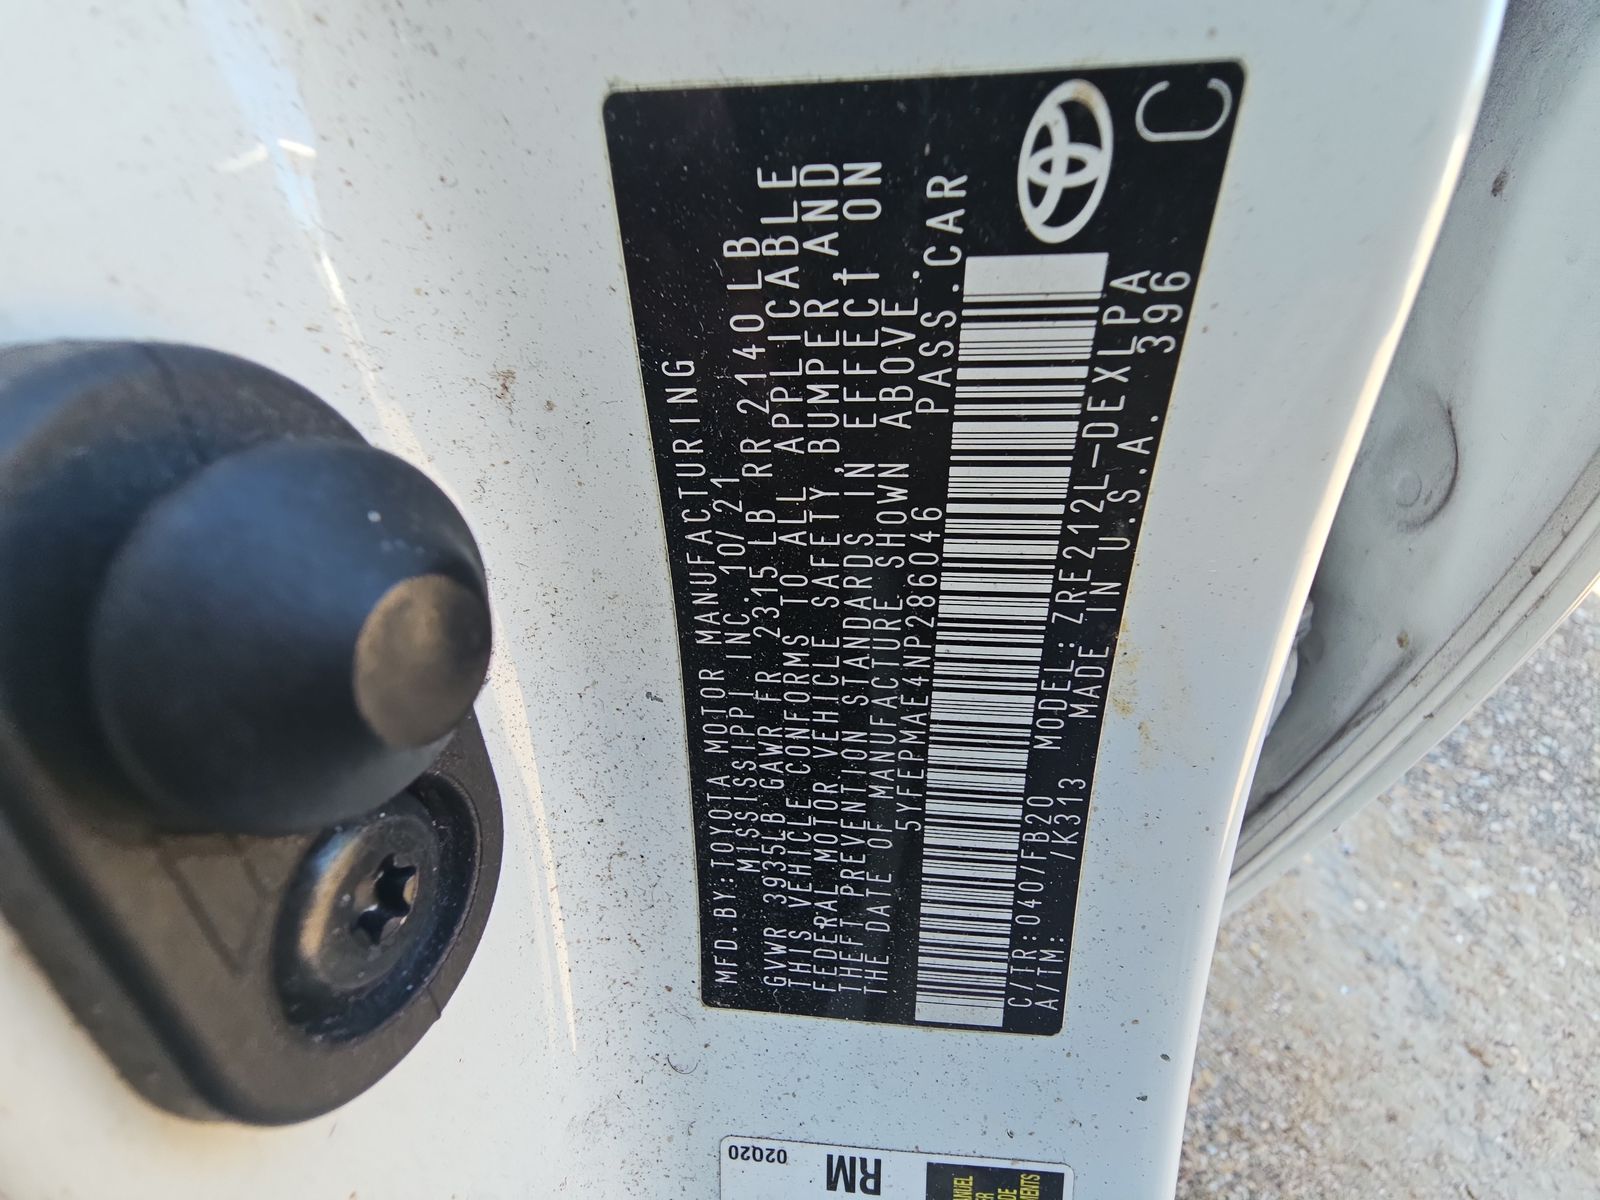 MFD.BY:TOYOTA MOTOR MANUFACTURING
MISSISSIPPI INC. 10/21
GVWR 3935LB GAWR FR 2315LB RR 2140LB
THIS VEHICLE CONFORMS TO ALL APPLICABLE
FEDERAL MOTOR VEHICLE SAFETY, BUMPER, AND
THEFT PREVENTION STANDARDS IN EFFECT ON
THE DATE OF MANUFACTURE SHOWN ABOVE.
5YFEPMAE4NP286046 PASS.CAR
C/TR:040/FB20 MODEL:ZRE212L-DEXLPA
A/TM: /K313 MADE IN U.S.A. 396
C
02Q20
RM